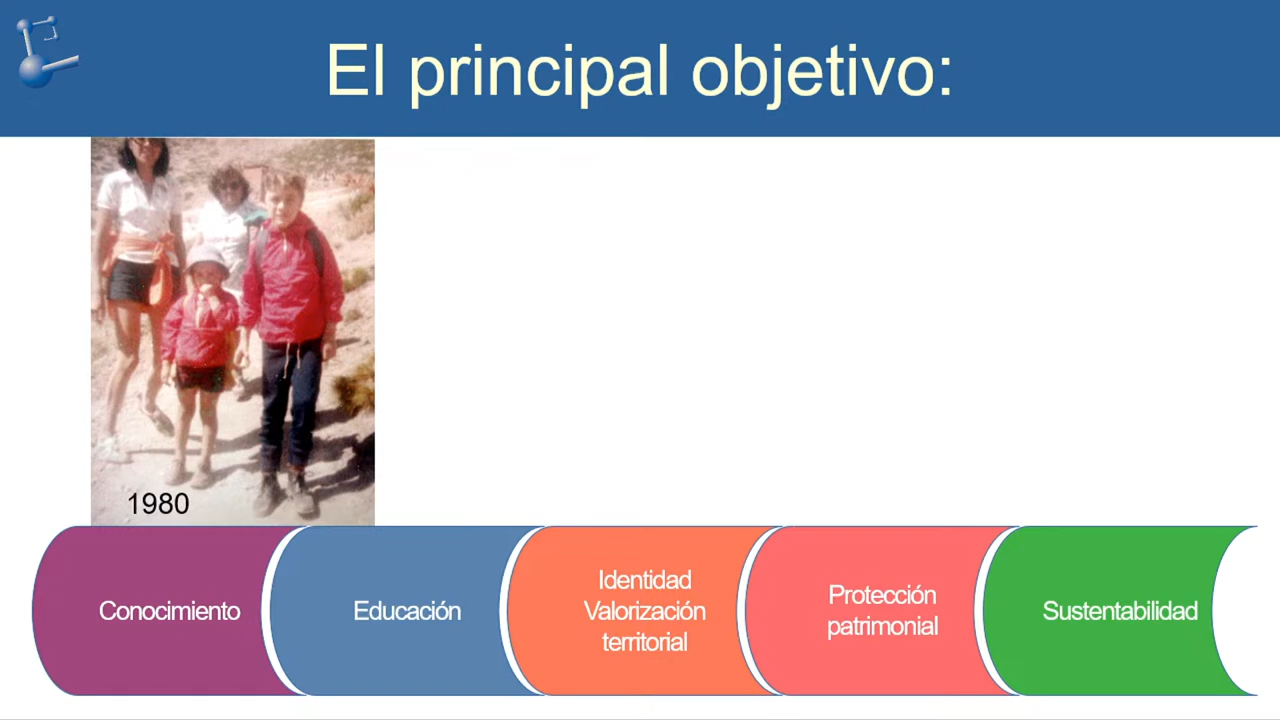 El principal objetivo:
1980
Conocimiento
Educación
Identidad
Valorización
territorial
Protección
patrimonial
Sustentabilidad